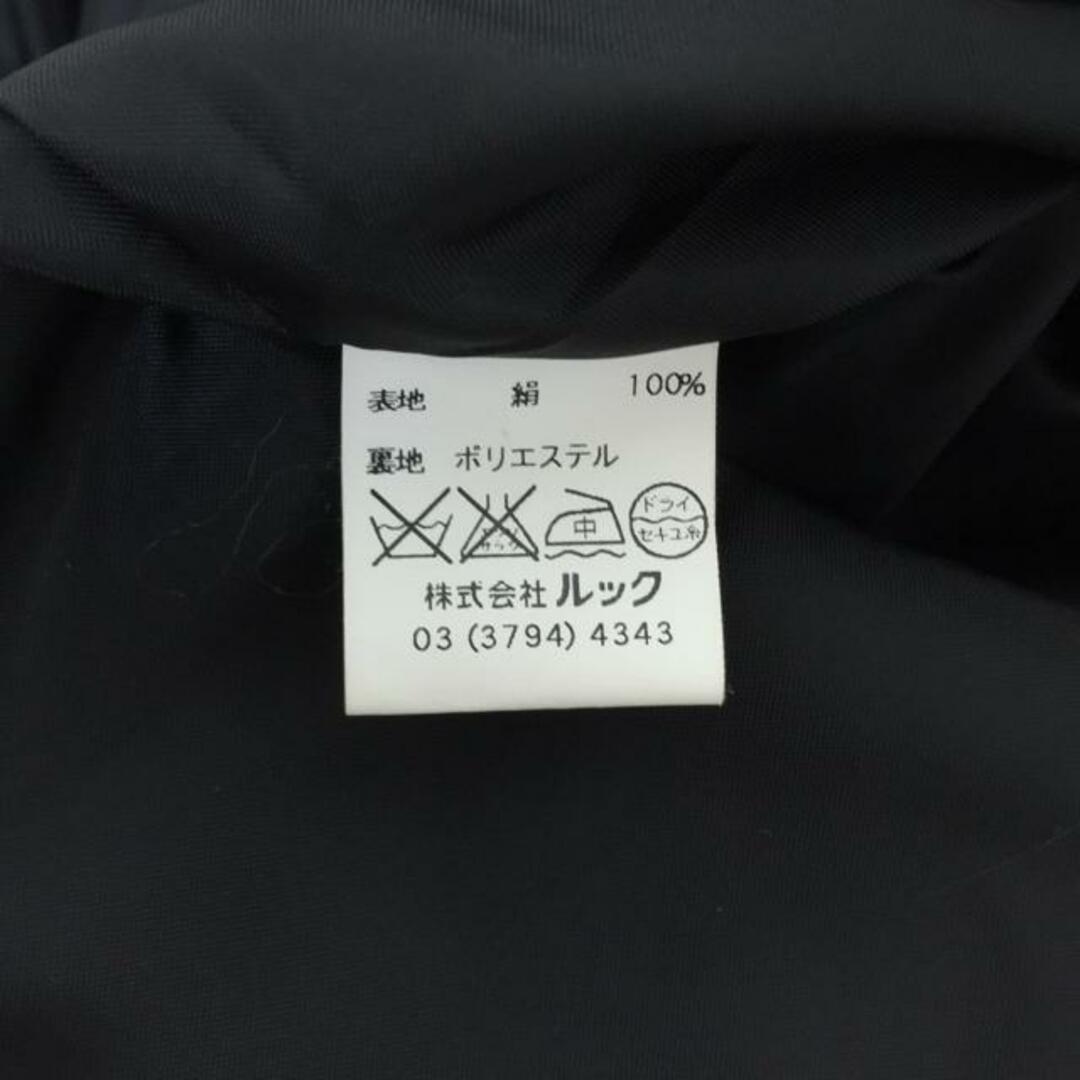 表地 絹 100%
裏地 ポリエステル
中 ドライ
セキユ系
株式会社 ルック
03 (3794) 4343